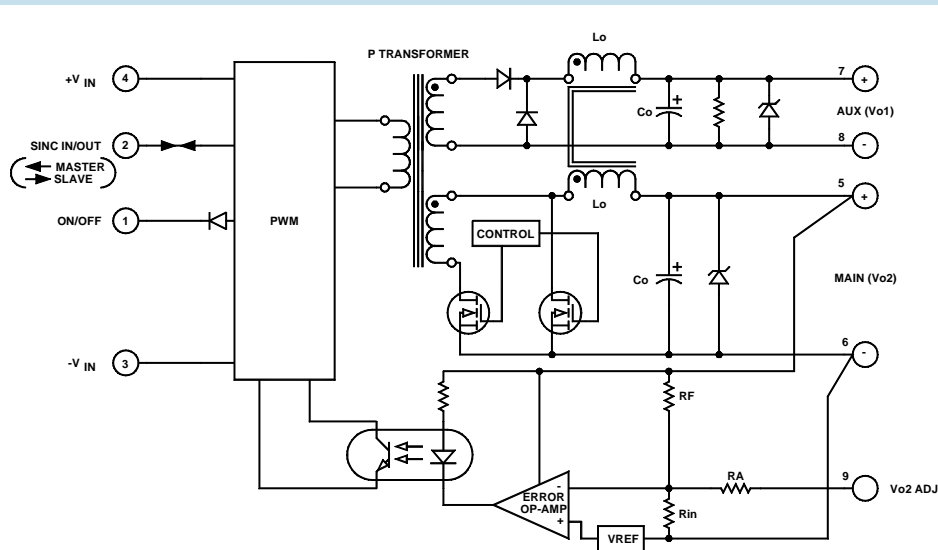 Lo
P TRANSFORMER
+V IN
4
7
+
Co
+
AUX (Vo1)
SINC IN/OUT
2
8
-
MASTER
SLAVE
5
+
Lo
ON/OFF
1
PWM
CONTROL
Co
+
MAIN (Vo2)
-V IN
3
6
-
RF
RA
9
Vo2 ADJ
-
ERROR
OP-AMP
+
Rin
VREF